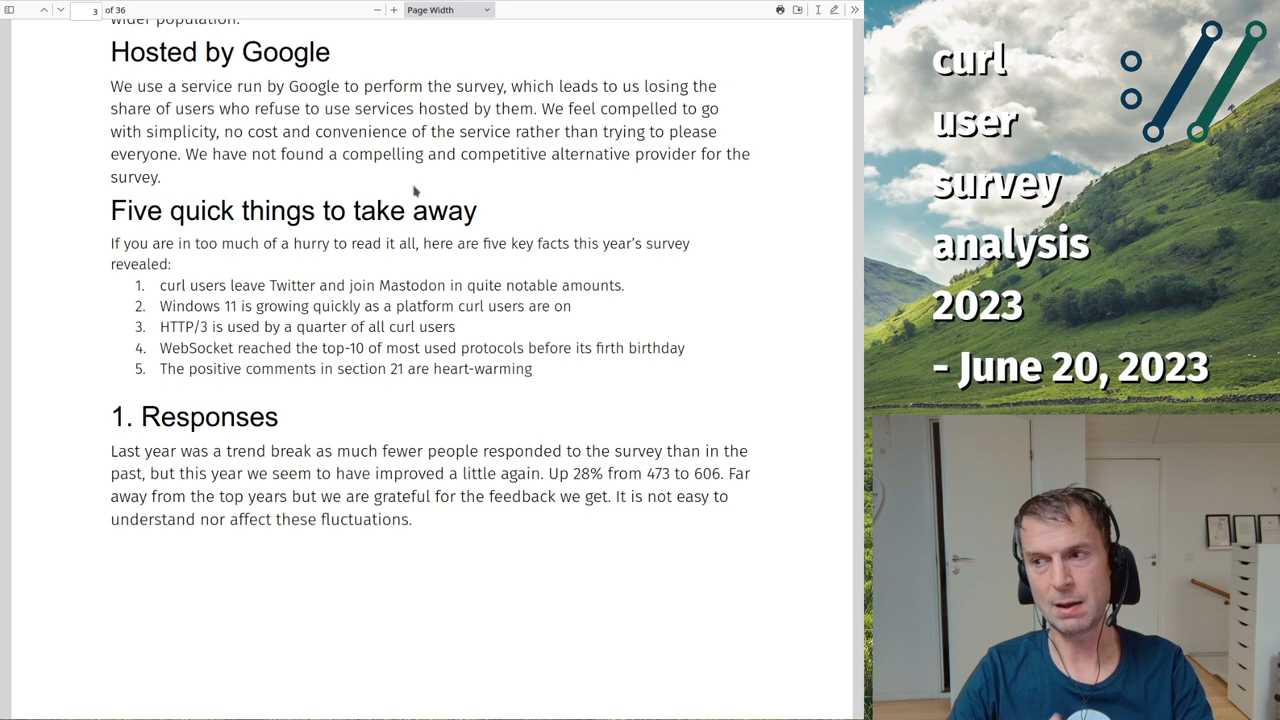 3 of 36
Page Width
wider population.
Hosted by Google
We use a service run by Google to perform the survey, which leads to us losing the
share of users who refuse to use services hosted by them. We feel compelled to go
with simplicity, no cost and convenience of the service rather than trying to please
everyone. We have not found a compelling and competitive alternative provider for the
survey.
Five quick things to take away
If you are in too much of a hurry to read it all, here are five key facts this year’s survey
revealed:
1. curl users leave Twitter and join Mastodon in quite notable amounts.
2. Windows 11 is growing quickly as a platform curl users are on
3. HTTP/3 is used by a quarter of all curl users
4. WebSocket reached the top-10 of most used protocols before its firth birthday
5. The positive comments in section 21 are heart-warming
1. Responses
Last year was a trend break as much fewer people responded to the survey than in the
past, but this year we seem to have improved a little again. Up 28% from 473 to 606. Far
away from the top years but we are grateful for the feedback we get. It is not easy to
understand nor affect these fluctuations.
curl
user
survey
analysis
2023
- June 20, 2023